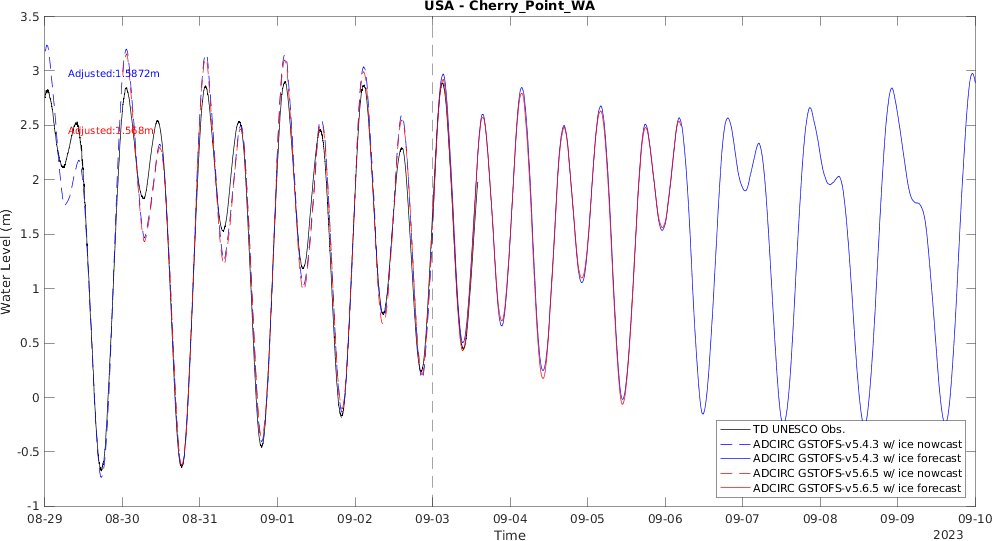 USA - Cherry_Point_WA
3.5
3
2.5
2
1.5
1
0.5
0
-0.5
-1
Water Level (m)
Adjusted:1.5872m
Adjusted:1.568m
TD UNESCO Obs.
ADCIRC GSTOFS-v5.4.3 w/ ice nowcast
ADCIRC GSTOFS-v5.4.3 w/ ice forecast
ADCIRC GSTOFS-v5.6.5 w/ ice nowcast
ADCIRC GSTOFS-v5.6.5 w/ ice forecast
08-29 08-30 08-31 09-01 09-02 09-03 09-04 09-05 09-06 09-07 09-08 09-09 09-10
Time
2023